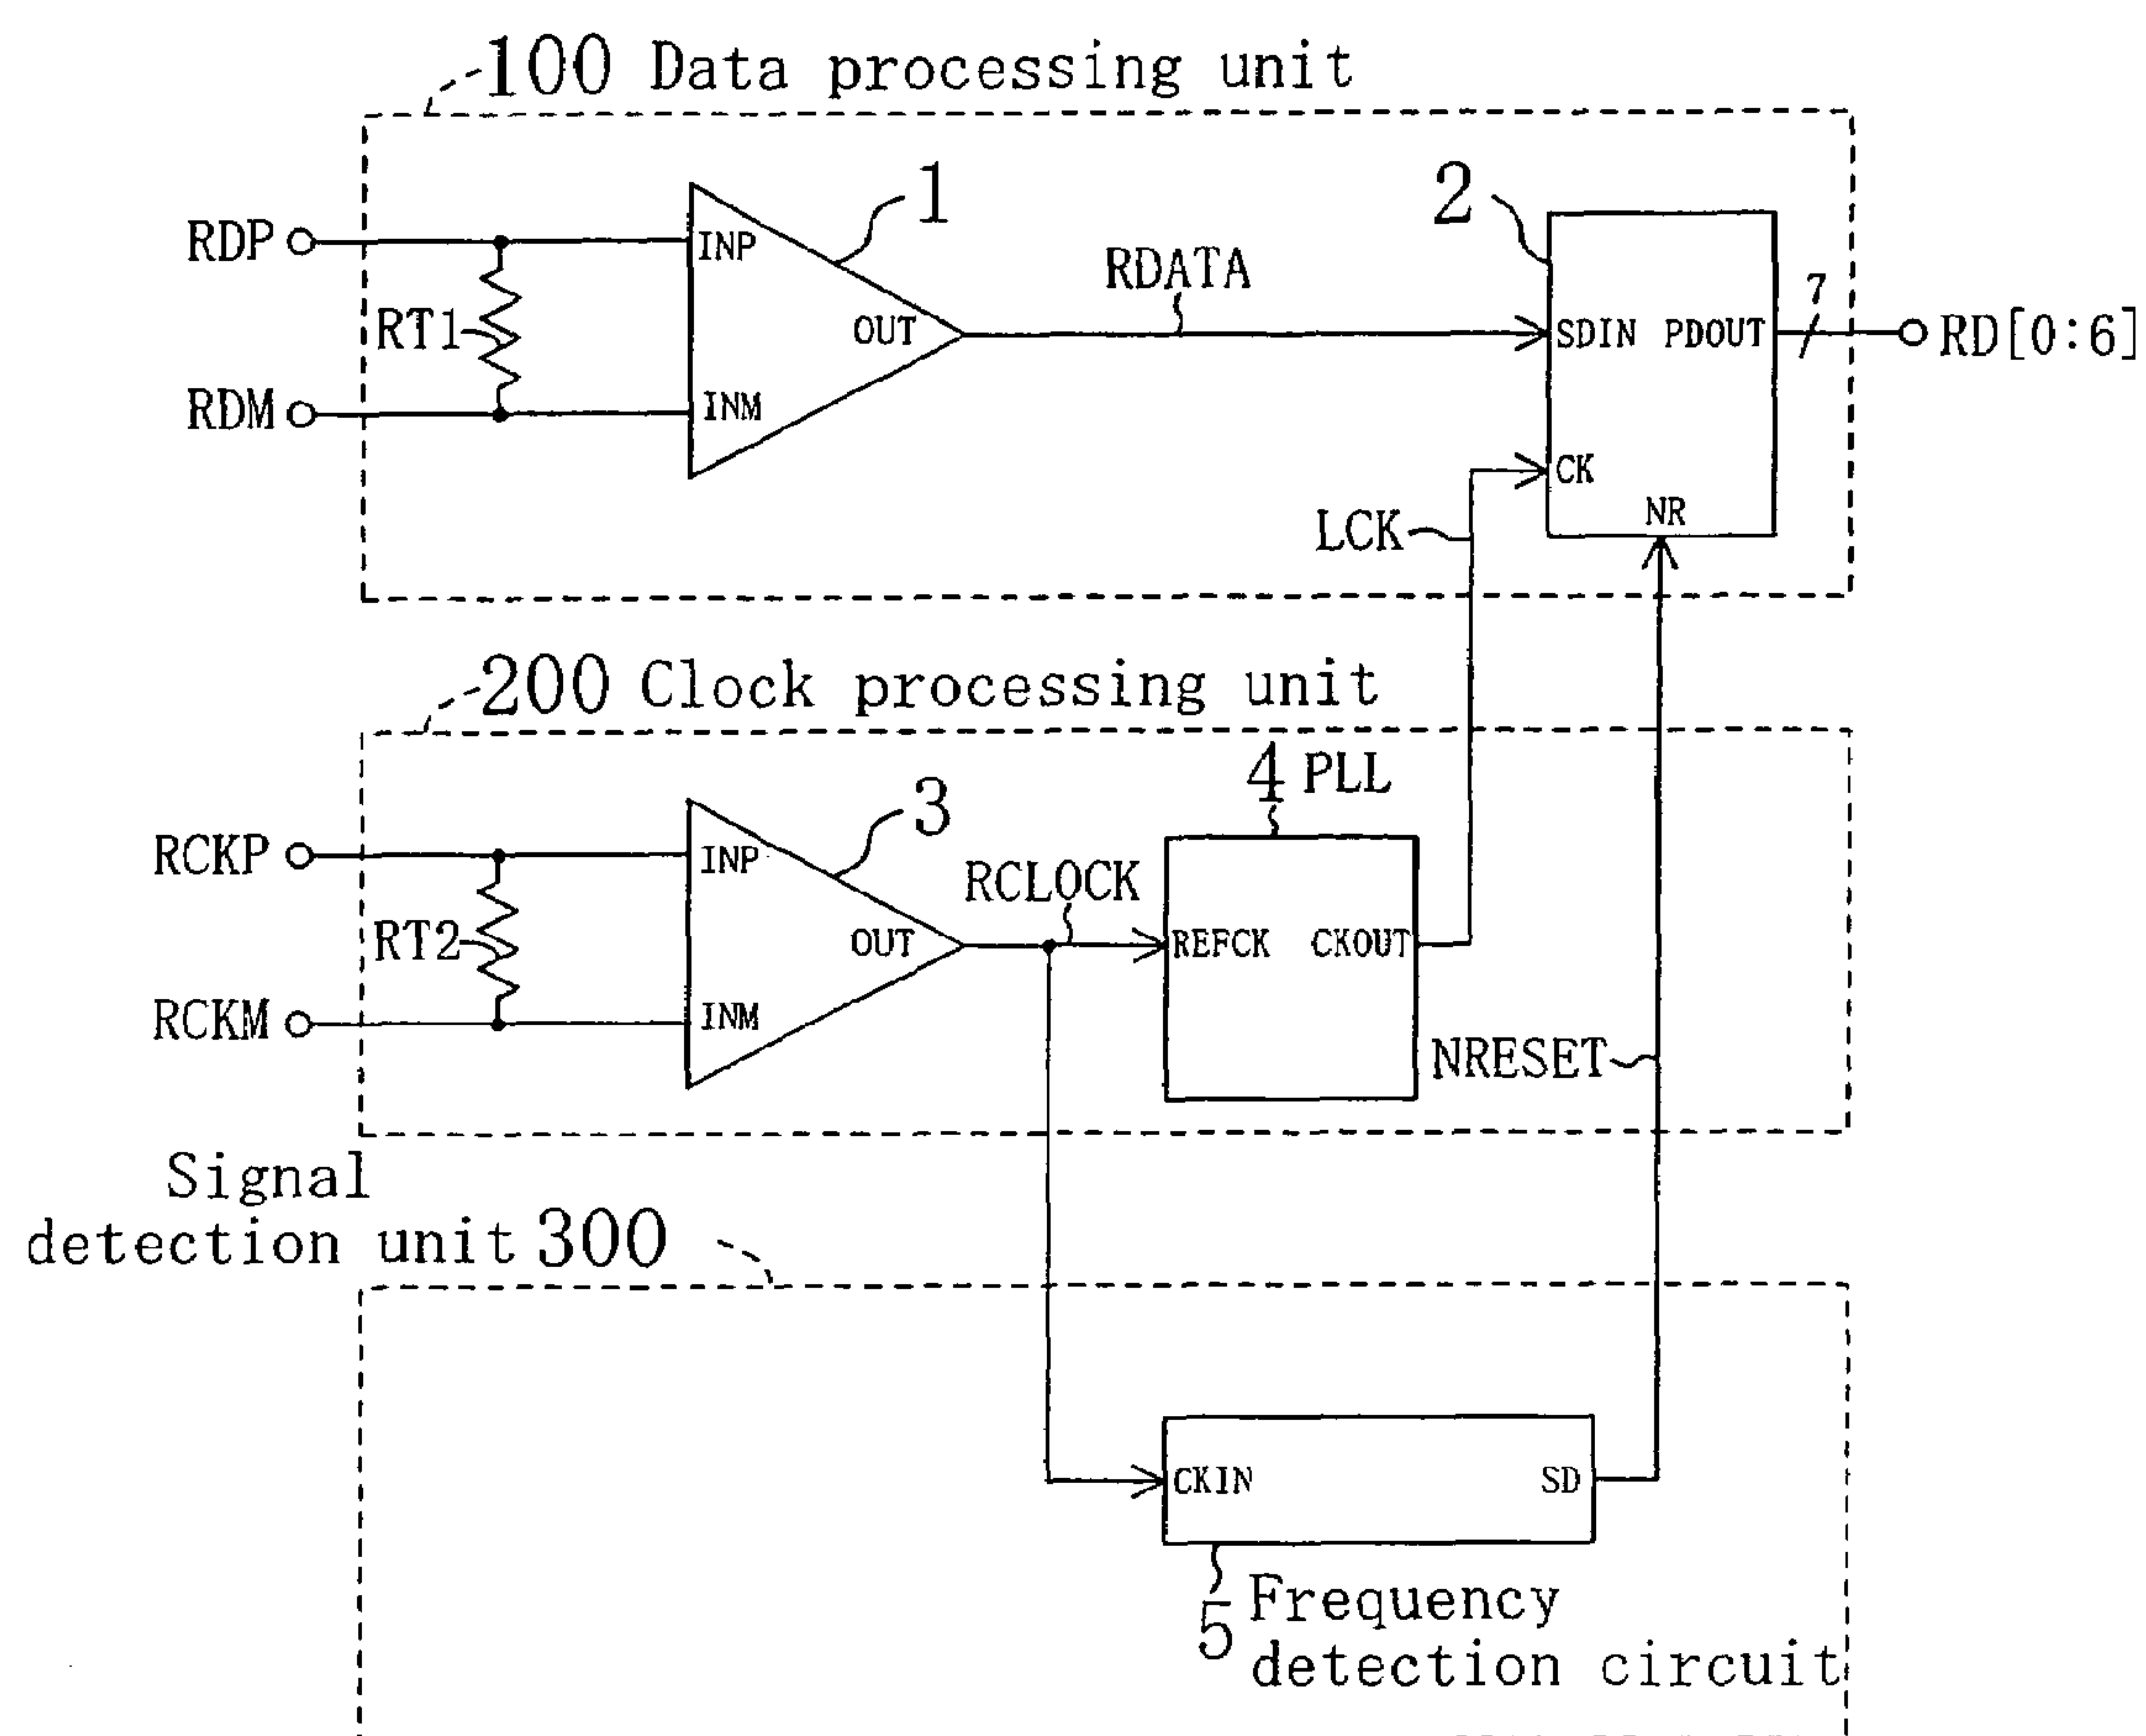 100 Data processing unit
1
2
RDP
INP
RDATA
7
RT1
OUT
SDIN PDOUT
RD[0:6]
RDM
INM
CK
NR
LCK
200 Clock processing unit
4 PLL
3
RCKP
INP
RCLOCK
RT2
OUT
REFCK CKOUT
RCKM
INM
NRESET
Signal
detection unit 300
CKIN SD
5 Frequency
detection circuit